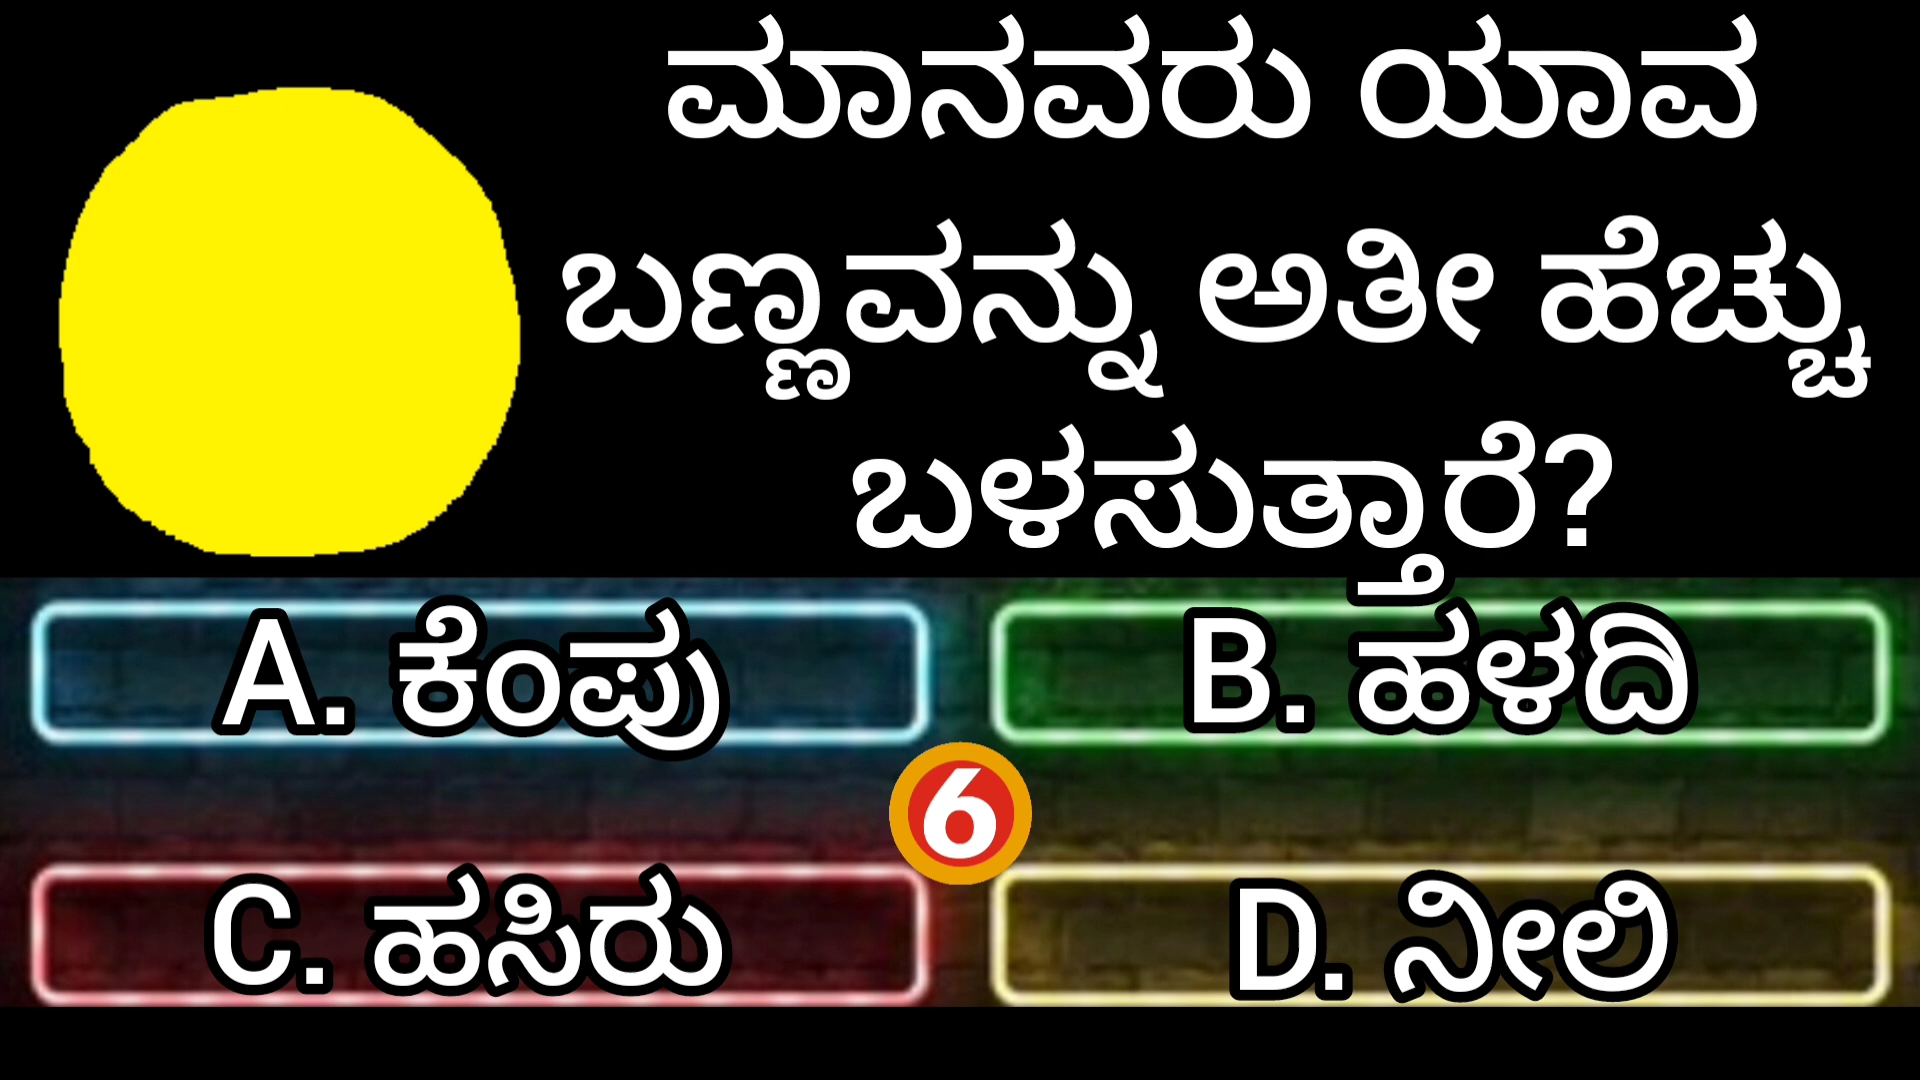 ಮಾನವರು ಯಾವ
ಬಣ್ಣವನ್ನು ಅತೀ ಹೆಚ್ಚು
ಬಳಸುತ್ತಾರೆ?
A. ಕೆಂಪು
B. ಹಳದಿ
6
C. ಹಸಿರು
D. ನೀಲಿ